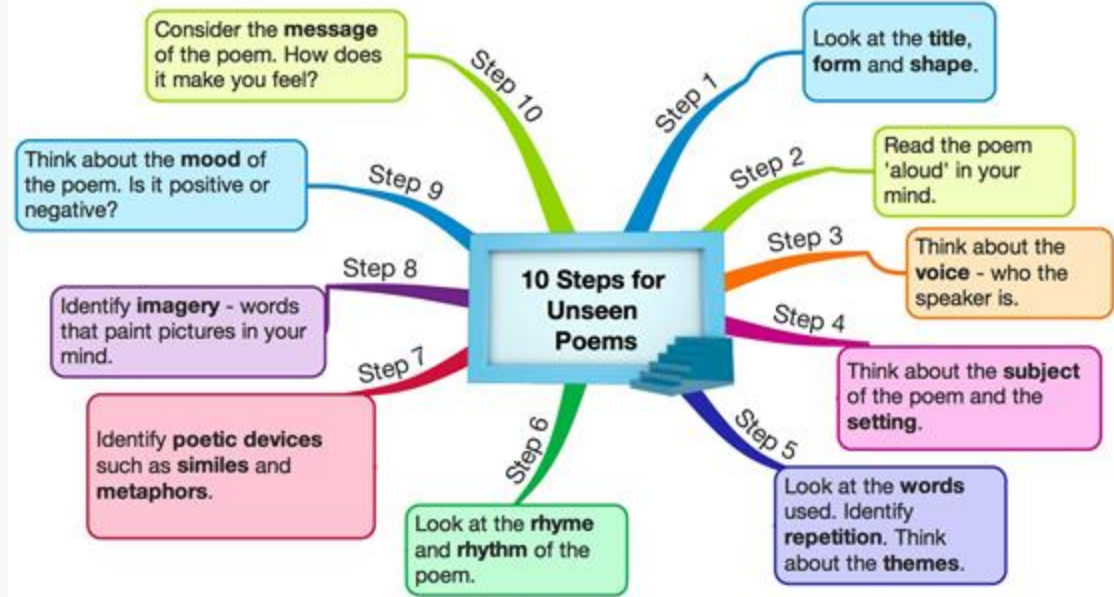 10 Steps for
Unseen
Poems
Step 1
Look at the title,
form and shape.
Step 2
Read the poem
'aloud' in your
mind.
Step 3
Think about the
voice - who the
speaker is.
Step 4
Think about the subject
of the poem and the
setting.
Step 5
Look at the words
used. Identify
repetition. Think
about the themes.
Step 6
Look at the rhyme
and rhythm of the
poem.
Step 7
Identify poetic devices
such as similes and
metaphors.
Step 8
Identify imagery - words
that paint pictures in your
mind.
Step 9
Think about the mood of
the poem. Is it positive or
negative?
Step 10
Consider the message
of the poem. How does
it make you feel?